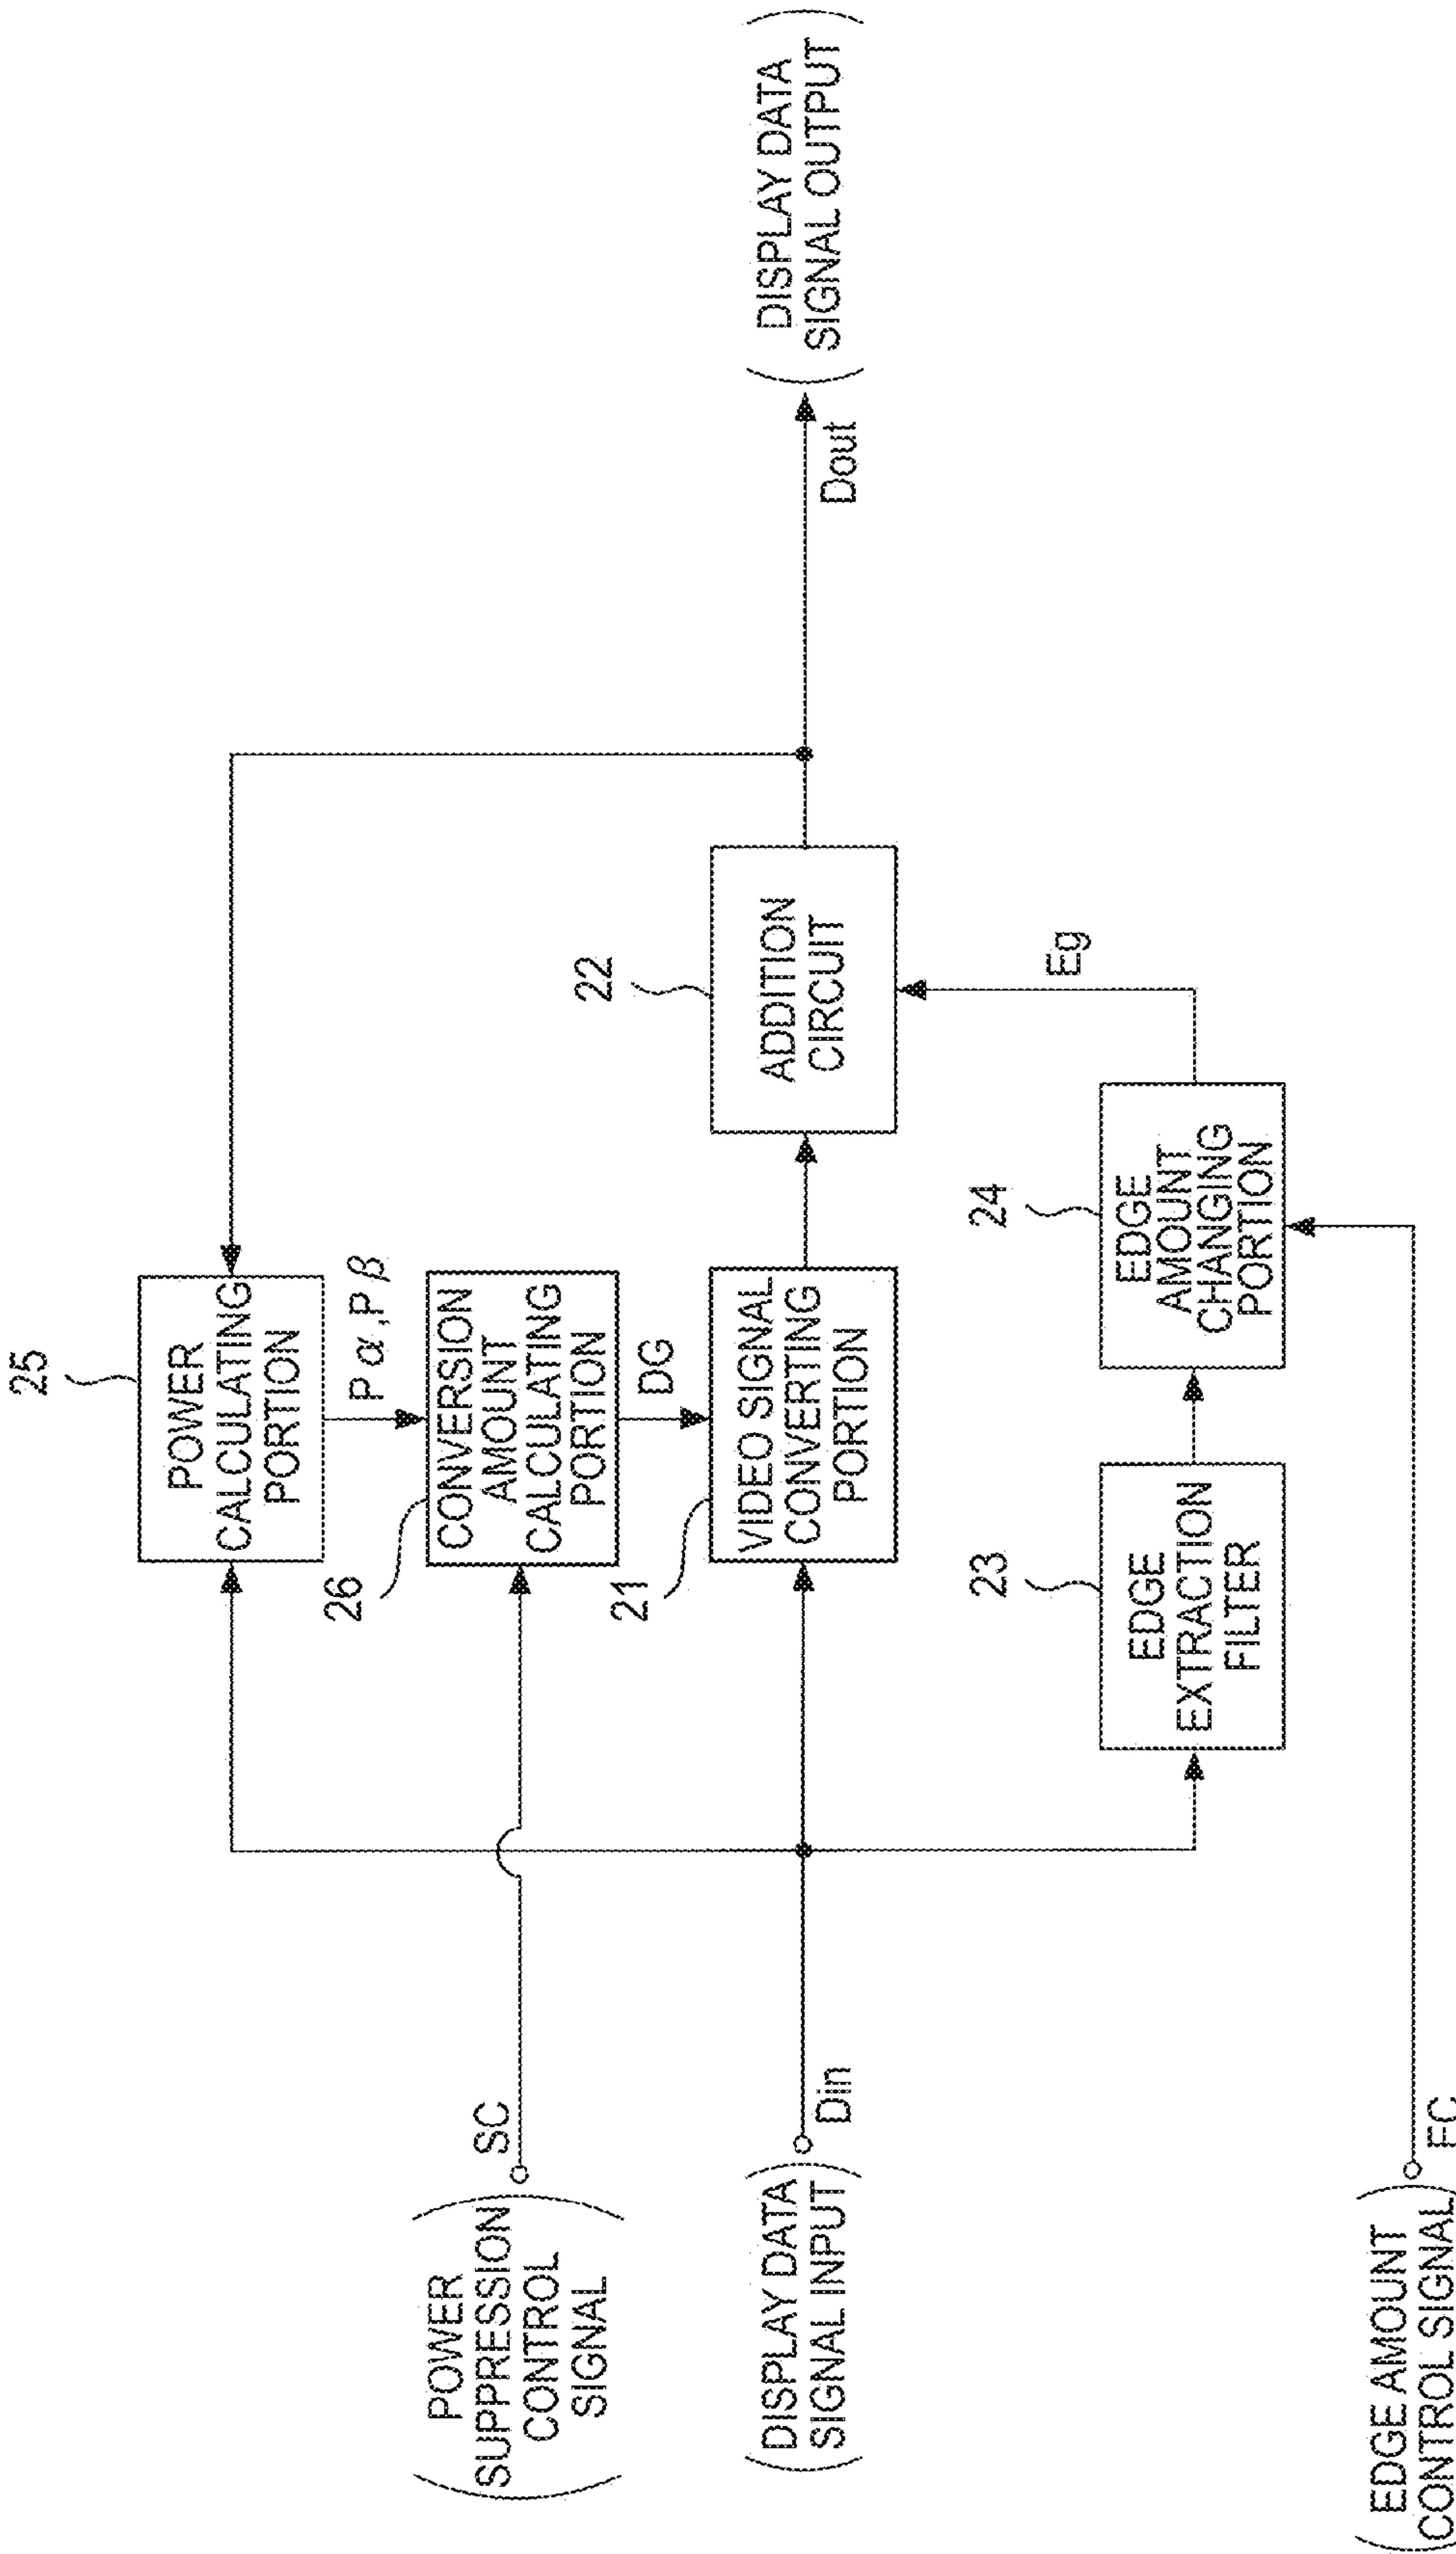 25
POWER
CALCULATING
PORTION
Pα,Pβ
26
CONVERSION
AMOUNT
CALCULATING
PORTION
POWER
SUPPRESSION
CONTROL
SIGNAL
SC
DG
21
VIDEO SIGNAL
CONVERTING
PORTION
22
ADDITION
CIRCUIT
DISPLAY DATA
SIGNAL INPUT
Din
Dout
DISPLAY DATA
SIGNAL OUTPUT
Eg
23
EDGE
EXTRACTION
FILTER
24
EDGE
AMOUNT
CHANGING
PORTION
EDGE AMOUNT
CONTROL SIGNAL